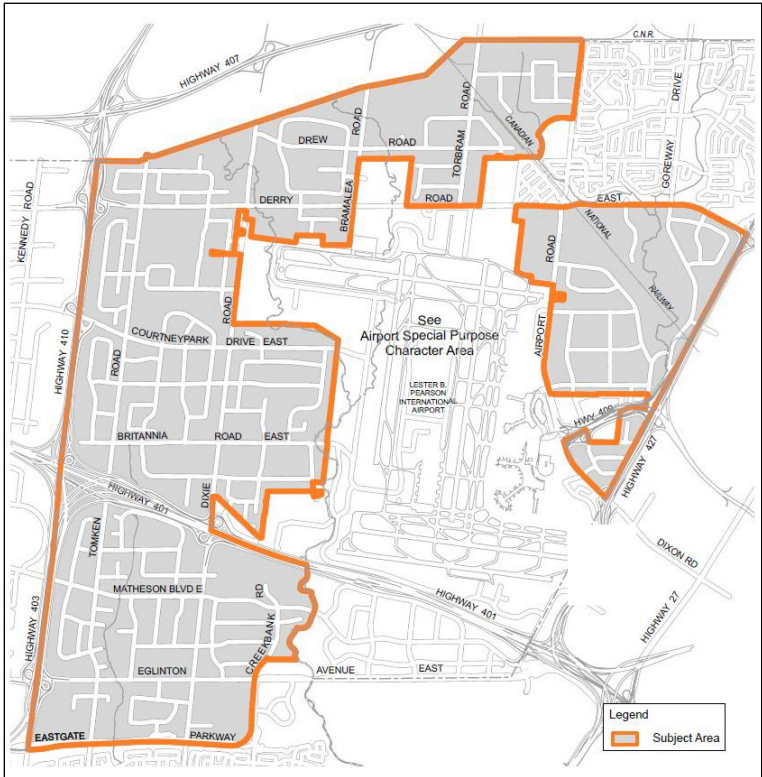 C.N.R.
HIGHWAY 407
CANADIAN
ROAD
ROAD
DRIVE
DREW
ROAD
TORBRAM
GOREWAY
BRAMALEA
DERRY
ROAD
EAST
KENNEDY ROAD
NATIONAL
ROAD
RAILWAY
ROAD
See
Airport Special Purpose
Character Area
COURTNEYPARK
DRIVE EAST
AIRPORT
HIGHWAY 410
ROAD
LESTER B.
PEARSON
INTERNATIONAL
AIRPORT
HWY 409
BRITANNIA
ROAD
EAST
HIGHWAY 427
HIGHWAY 401
DIXIE
TOMKEN
DIXON RD
MATHESON BLVD E
RD
HIGHWAY 401
HIGHWAY 27
HIGHWAY 403
CREEKBANK
EGLINTON
AVENUE
EAST
EASTGATE
PARKWAY
Legend
Subject Area